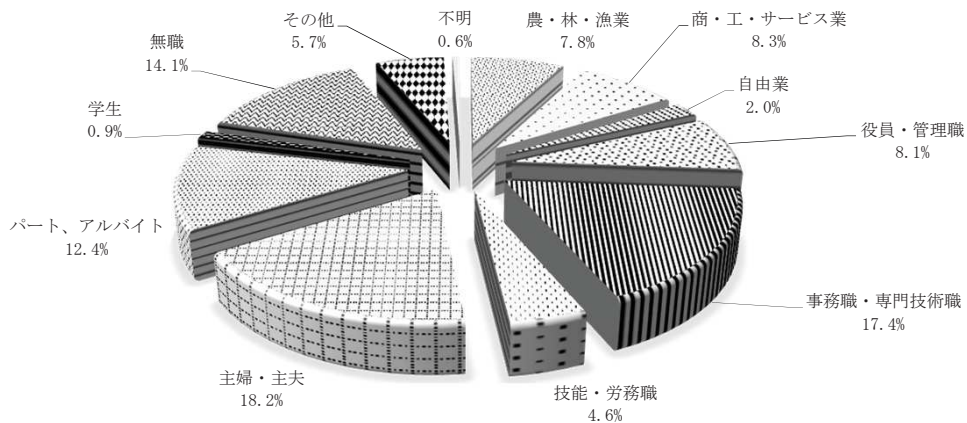 農・林・漁業
7.8%
商・工・サービス業
8.3%
自由業
2.0%
役員・管理職
8.1%
事務職・専門技術職
17.4%
技能・労務職
4.6%
主婦・主夫
18.2%
パート、アルバイト
12.4%
学生
0.9%
無職
14.1%
その他
5.7%
不明
0.6%